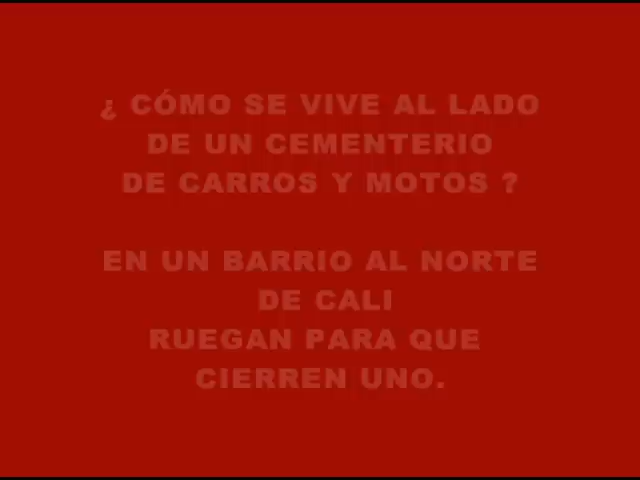 ¿ CÓMO SE VIVE AL LADO
DE UN CEMENTERIO
DE CARROS Y MOTOS ?
EN UN BARRIO AL NORTE
DE CALI
RUEGAN PARA QUE
CIERREN UNO.